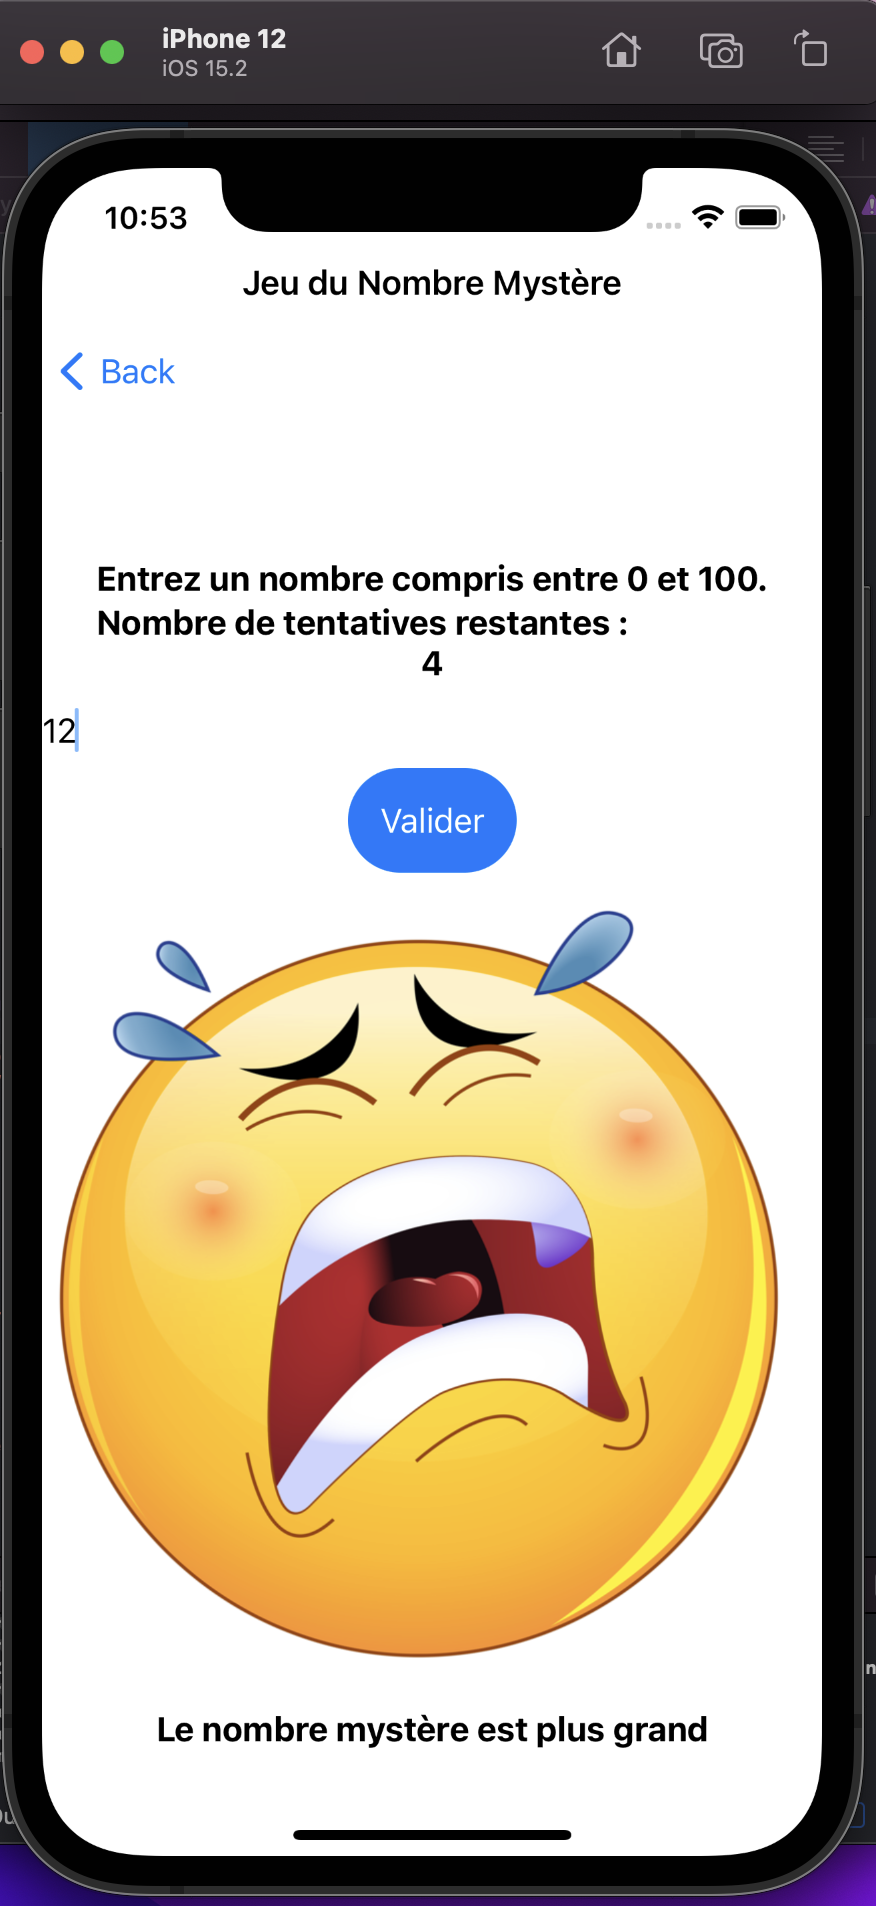 iPhone 12
iOS 15.2
10:53
Jeu du Nombre Mystère
Back
Entrez un nombre compris entre 0 et 100.
Nombre de tentatives restantes :
4
12
Valider
Le nombre mystère est plus grand